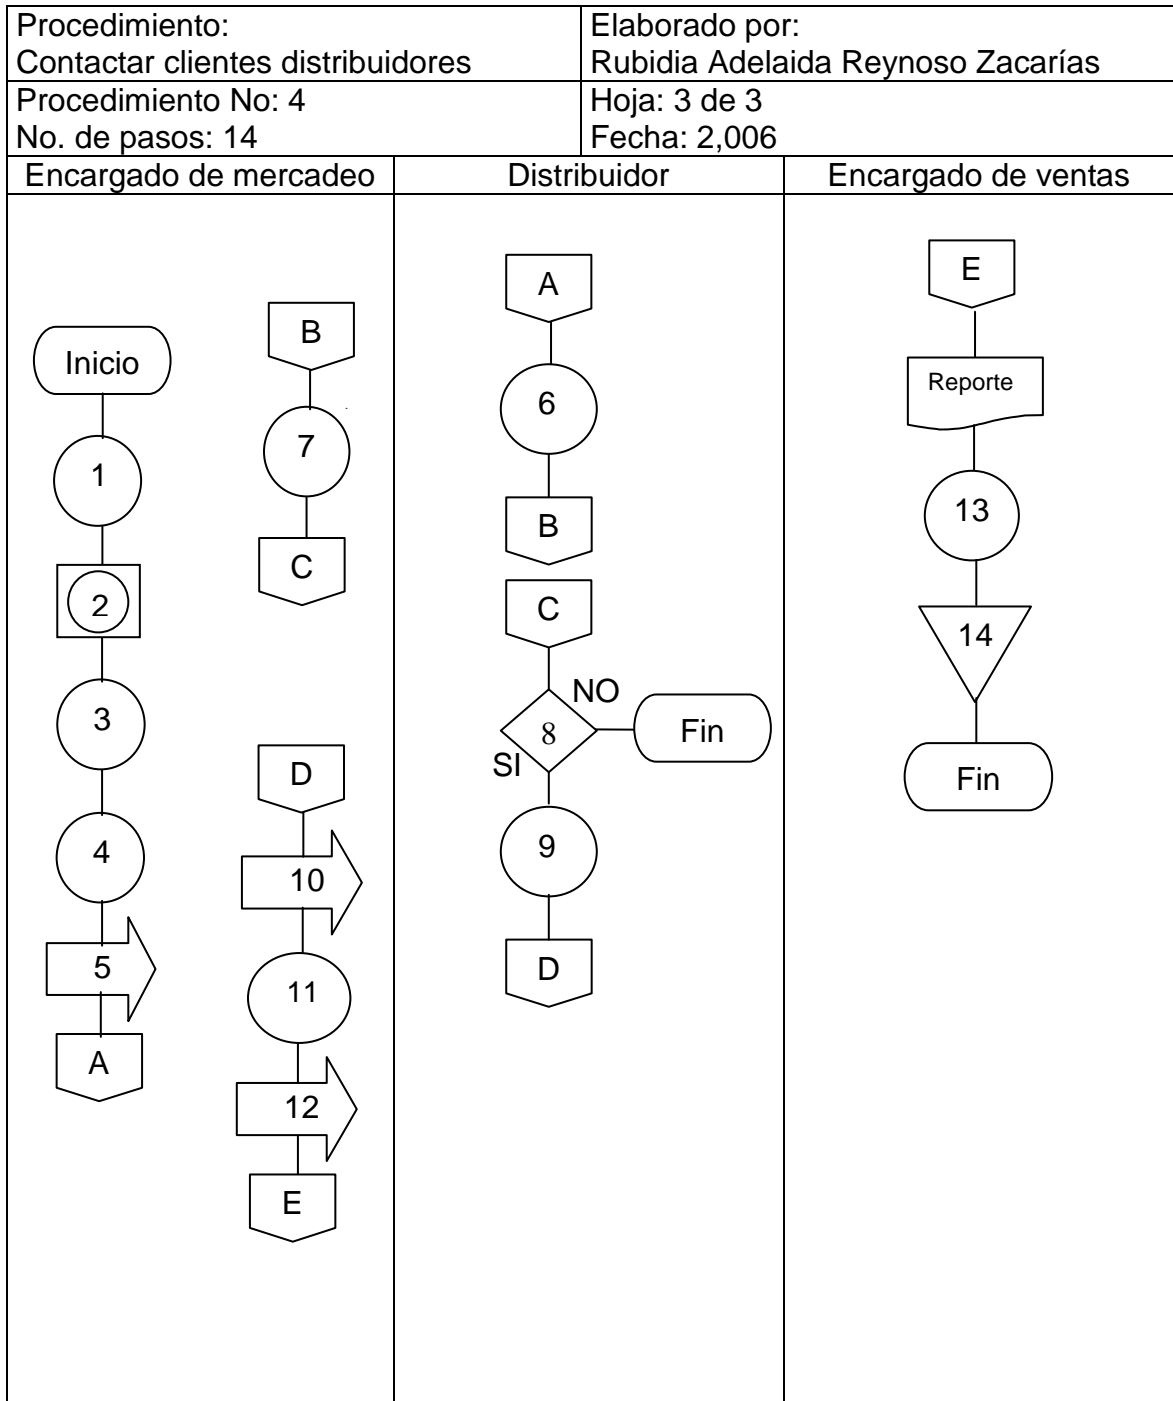 Procedimiento:
Contactar clientes distribuidores
Elaborado por:
Rubidia Adelaida Reynoso Zacarías
Procedimiento No: 4
No. de pasos: 14
Hoja: 3 de 3
Fecha: 2,006
Encargado de mercadeo
Distribuidor
Encargado de ventas
Inicio
1
2
3
4
5
A
B
7
C
D
10
11
12
E
A
6
B
C
8
NO
Fin
SI
9
D
E
Reporte
13
14
Fin